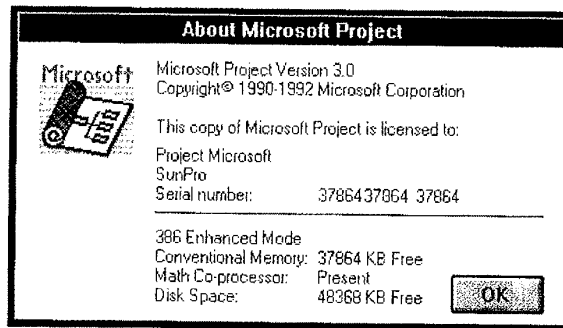 About Microsoft Project
Microsoft
Microsoft Project Version 3.0
Copyright© 1990-1992 Microsoft Corporation
This copy of Microsoft Project is licensed to:
Project Microsoft
SunPro
Serial number: 3786437864 37864
386 Enhanced Mode
Conventional Memory: 37864 KB Free
Math Co-processor: Present
Disk Space: 48368 KB Free
OK